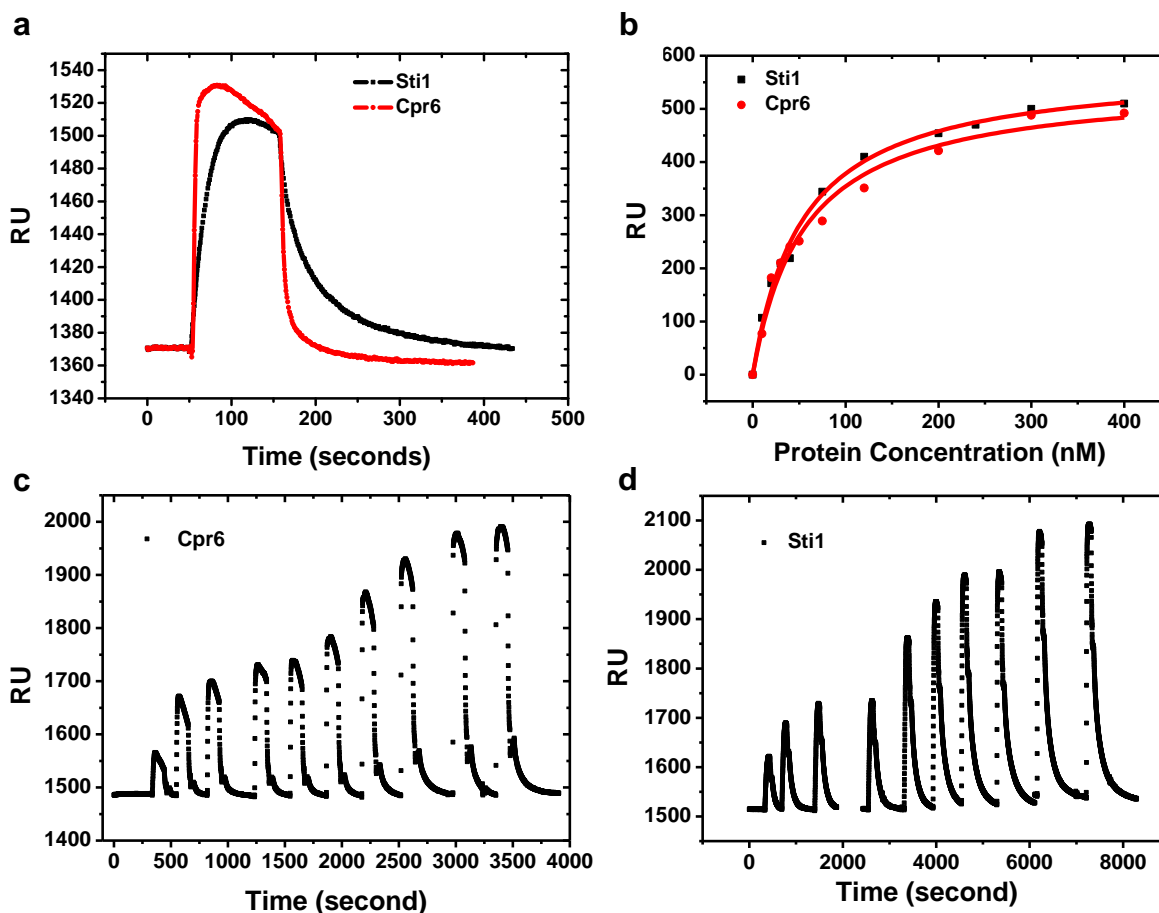 a
1540
1520
1500
1480
1460
1440
1420
1400
1380
1360
1340
RU
0 100 200 300 400 500
Time (seconds)
Sti1
Cpr6
b
600
500
400
300
200
100
0
RU
0 100 200 300 400
Protein Concentration (nM)
Sti1
Cpr6
c
2000
1900
1800
1700
1600
1500
1400
RU
0 500 1000 1500 2000 2500 3000 3500 4000
Time (second)
Cpr6
d
2100
2000
1900
1800
1700
1600
1500
RU
0 2000 4000 6000 8000
Time (second)
Sti1